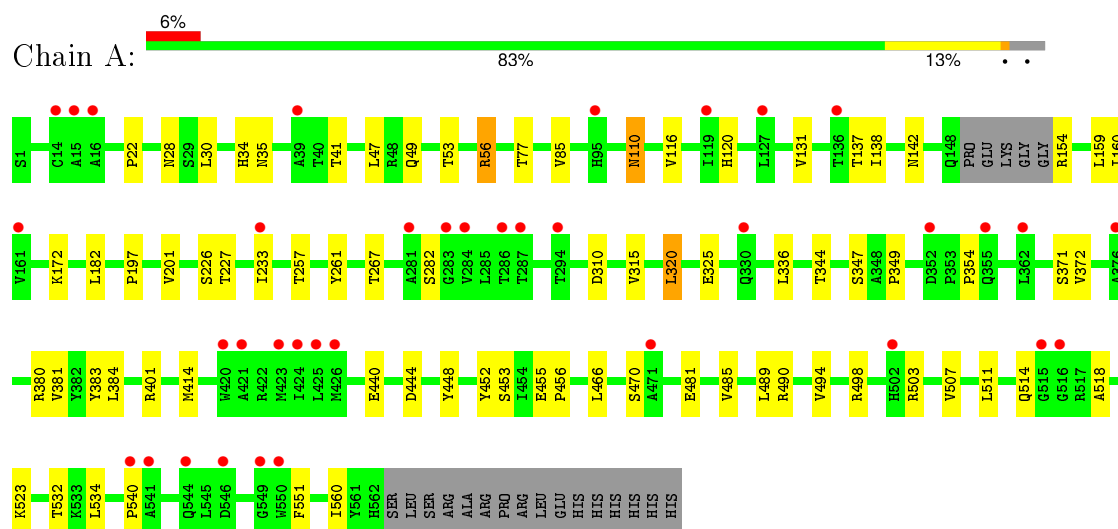 6%
Chain A:
83% 13% • •
S1 C14 A15 A16 P22 N28 S29 L30 H34 N35 A39 T40 T41 L47 R48 Q49 T53 R56 T77 V85 H95 N110 V116 I119 H120 L127 V131 T136 T137 I138 N142 Q148 PRO GLU LYS GLY GLY R154 L159 I160
V161 K172 L182 P197 V201 S226 T227 I233 T257 Y261 T267 A281 S282 G283 V284 L285 T286 T287 T294 D310 V315 L320 E325 Q330 L336 T344 S347 A348 P349 D352 P353 P354 Q355 L362 S371 V372 A376
R380 V381 Y382 Y383 L384 R401 M414 W420 A421 R422 M423 I424 L425 M426 E440 D444 Y448 Y452 S453 I454 E455 P456 L466 S470 A471 E481 V485 L489 R490 V494 R498 H502 R503 V507 L511 Q514 G515 G516 R517 A518
K523 T532 K533 L534 P540 A541 Q544 L545 D546 G549 W550 F551 I560 Y561 H562 SER LEU SER ARG ALA ARG PRO ARG LEU GLU HIS HIS HIS HIS HIS HIS